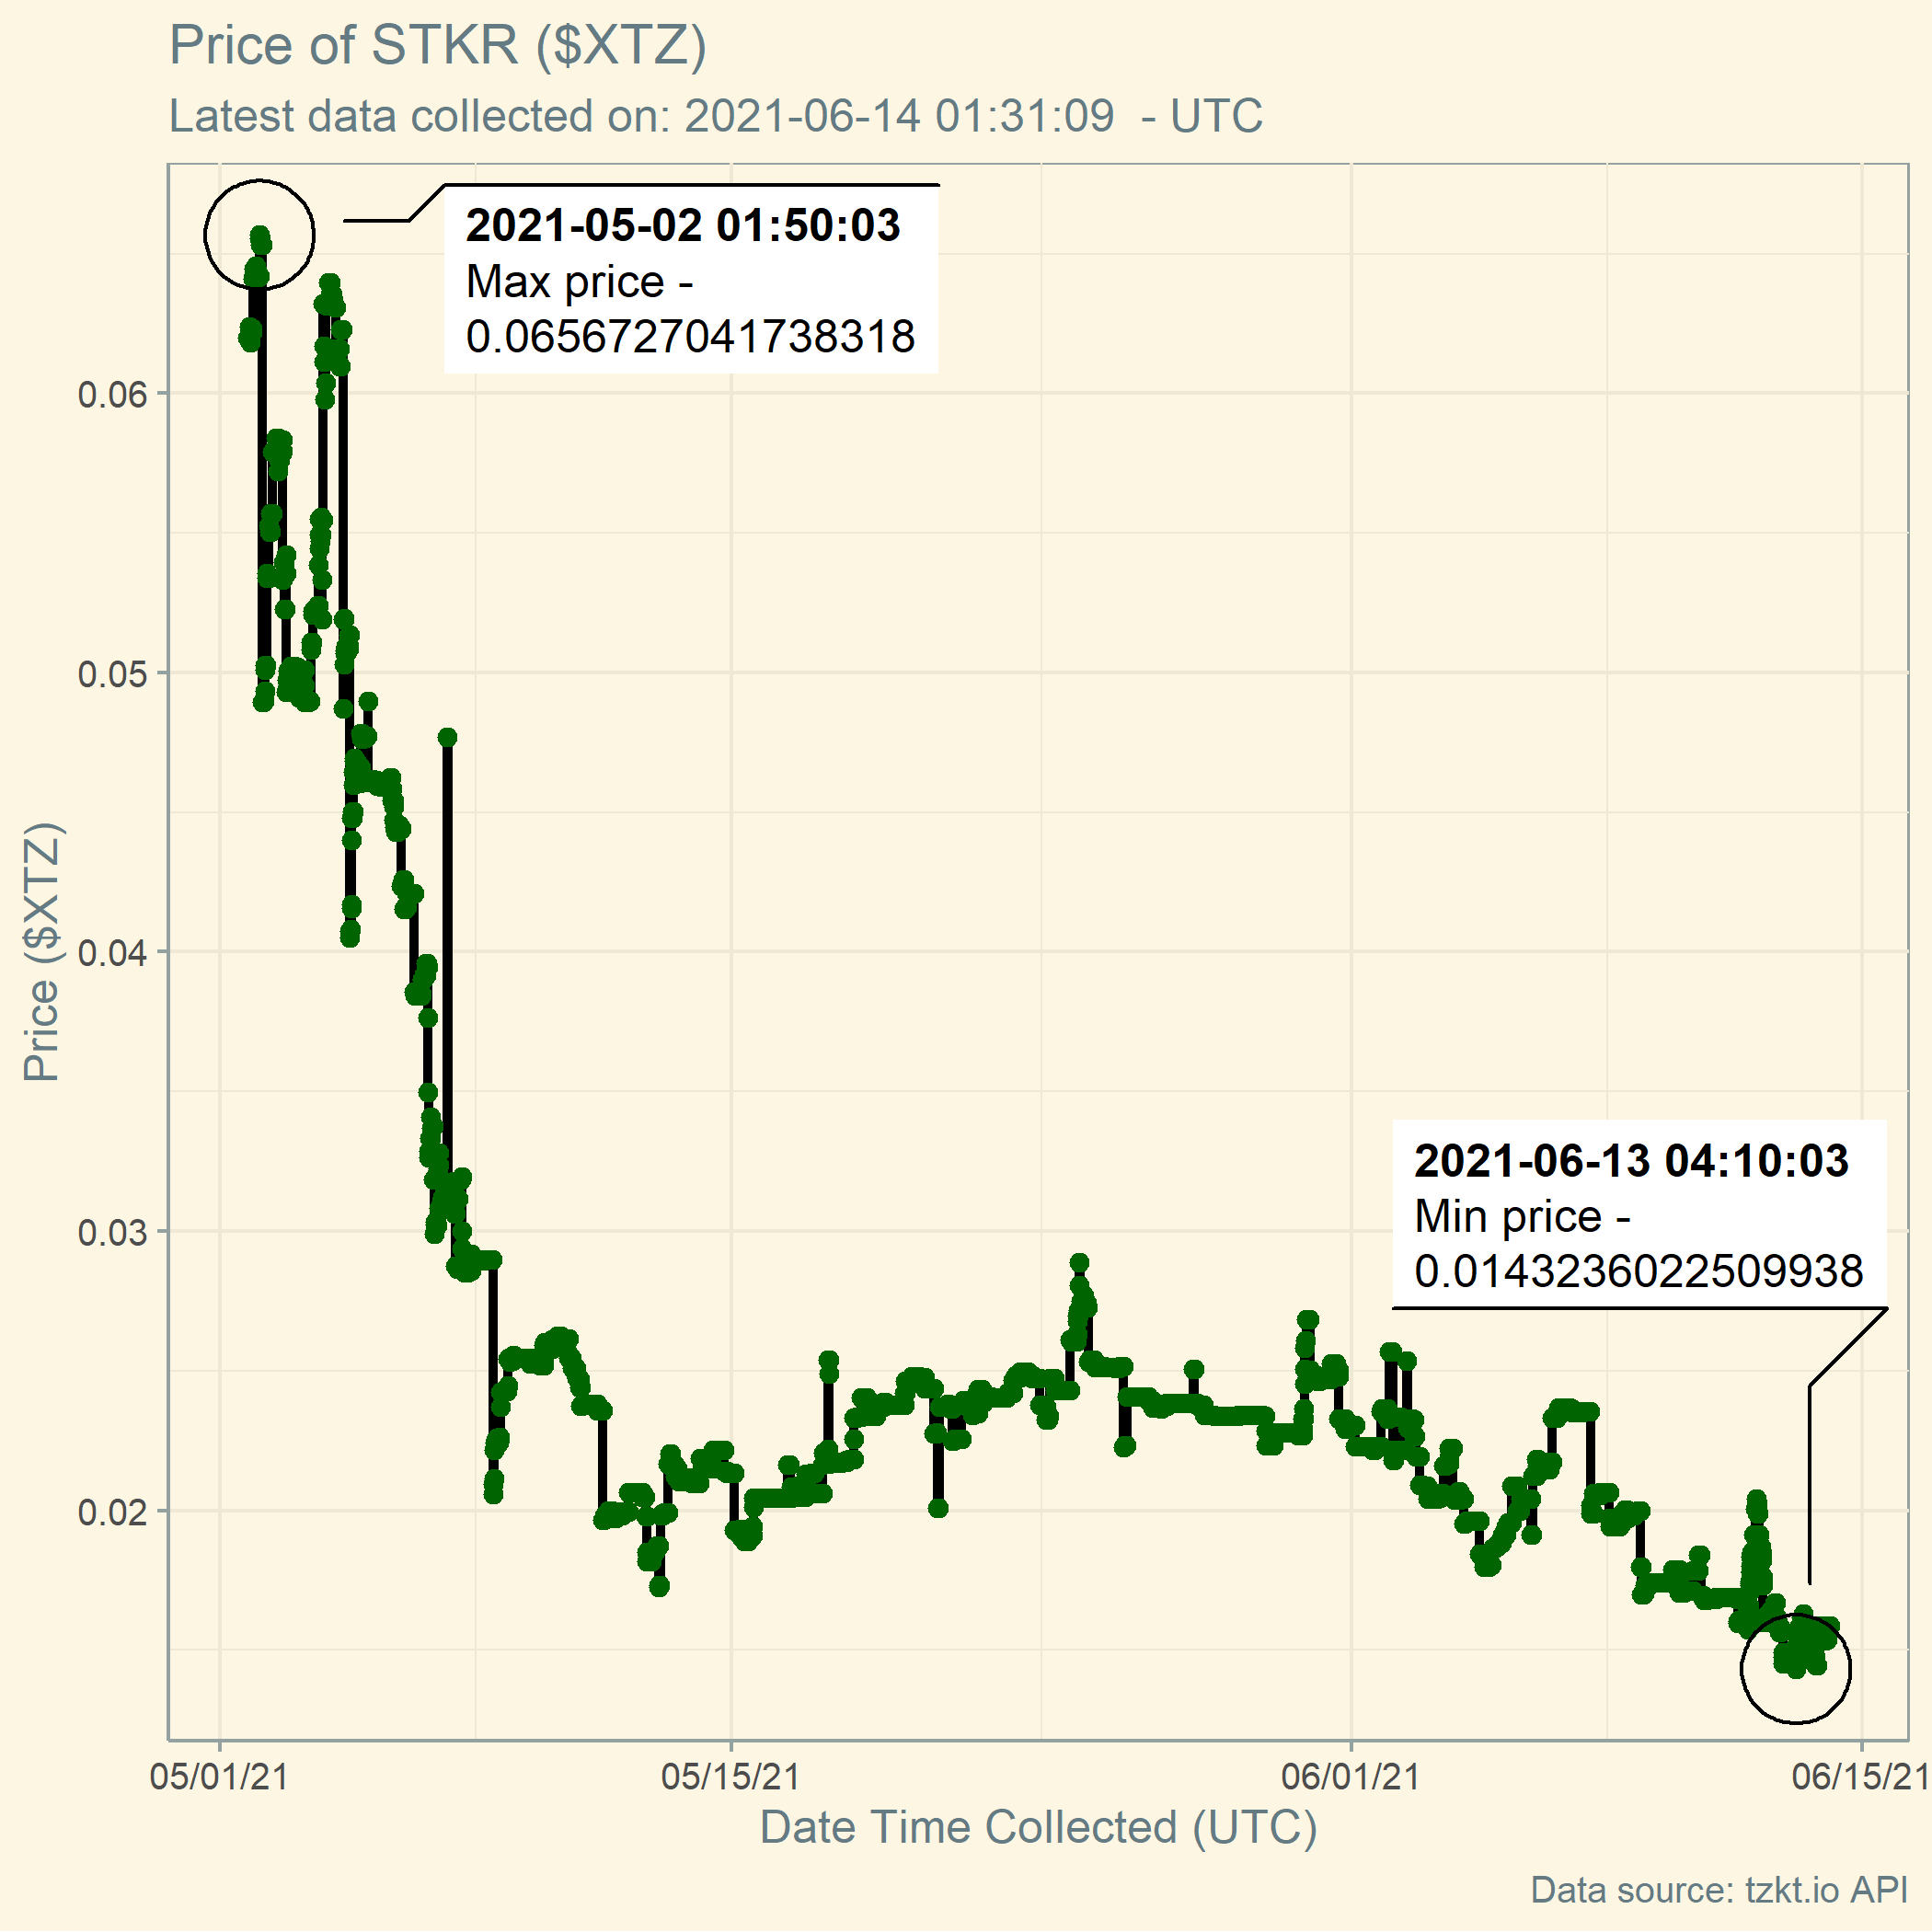 Price of STKR ($XTZ)
Latest data collected on: 2021-06-14 01:31:09  - UTC
2021-05-02 01:50:03
Max price -
0.0656727041738318
0.06
0.05
0.04
0.03
0.02
Price ($XTZ)
2021-06-13 04:10:03
Min price -
0.0143236022509938
05/01/21
05/15/21
06/01/21
06/15/21
Date Time Collected (UTC)
Data source: tzkt.io API